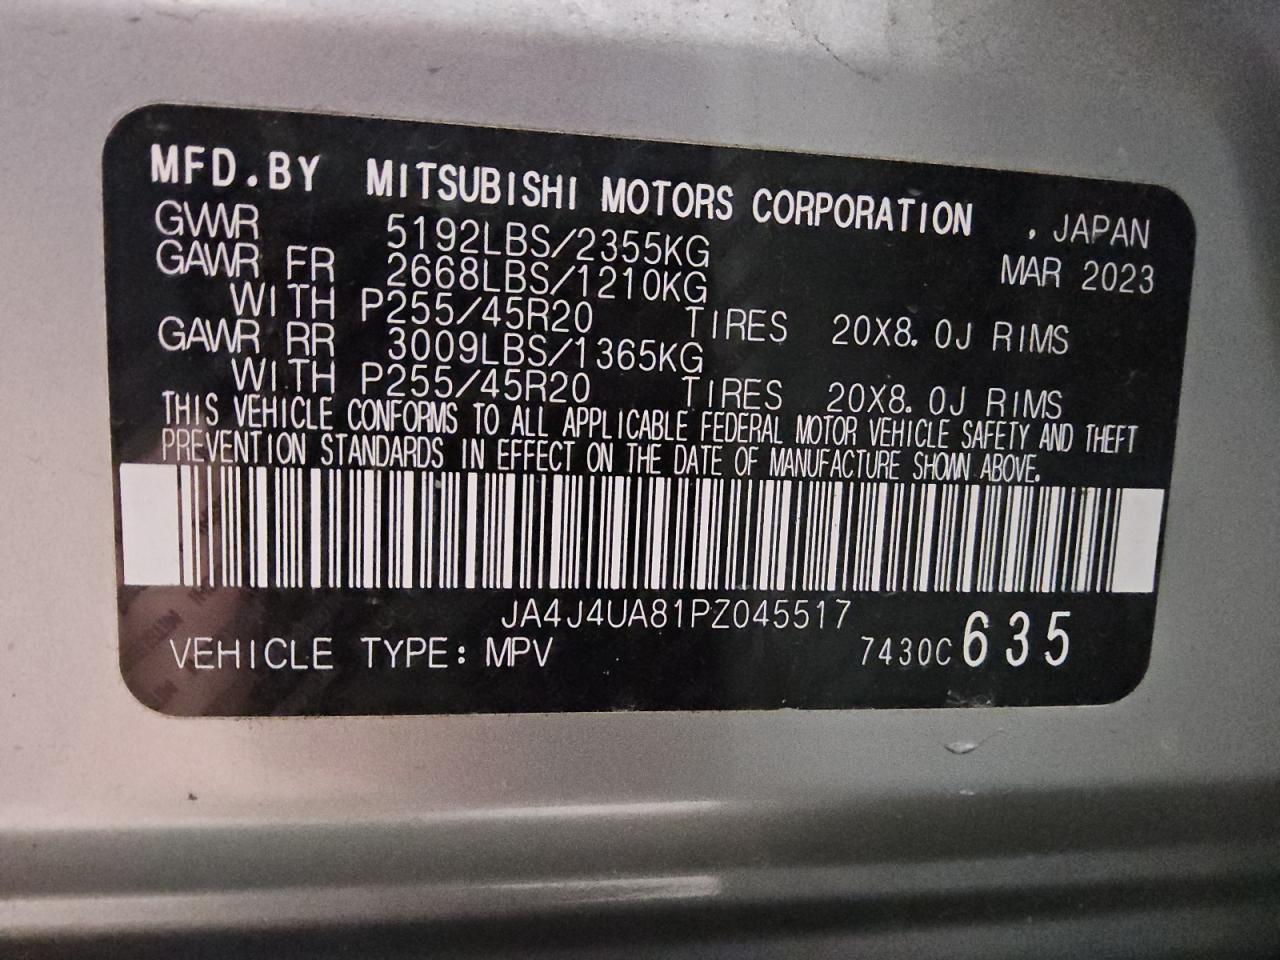 MFD.BY MITSUBISHI MOTORS CORPORATION , JAPAN
GVWR 5192LBS/2355KG MAR 2023
GAWR FR 2668LBS/1210KG
WITH P255/45R20 TIRES 20X8.0J RIMS
GAWR RR 3009LBS/1365KG
WITH P255/45R20 TIRES 20X8.0J RIMS
THIS VEHICLE CONFORMS TO ALL APPLICABLE FEDERAL MOTOR VEHICLE SAFETY AND THEFT
PREVENTION STANDARDS IN EFFECT ON THE DATE OF MANUFACTURE SHOWN ABOVE.
JA4J4UA81PZ045517
VEHICLE TYPE: MPV 7430C 635